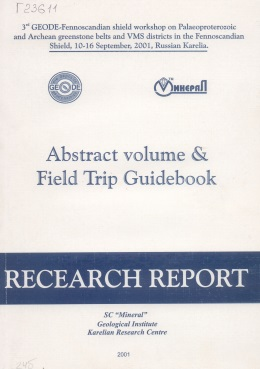 Г23611
3rd GEODE-Fennoscandian shield workshop on Palaeoproterozoic
and Archean greenstone belts and VMS districts in the Fennoscandian
Shield, 10-16 September, 2001, Russian Karelia.
GEODE
МИНЕРАЛ
TM
Abstract volume &
Field Trip Guidebook
RECEARCH REPORT
SC "Mineral"
Geological Institute
Karelian Research Centre
2001